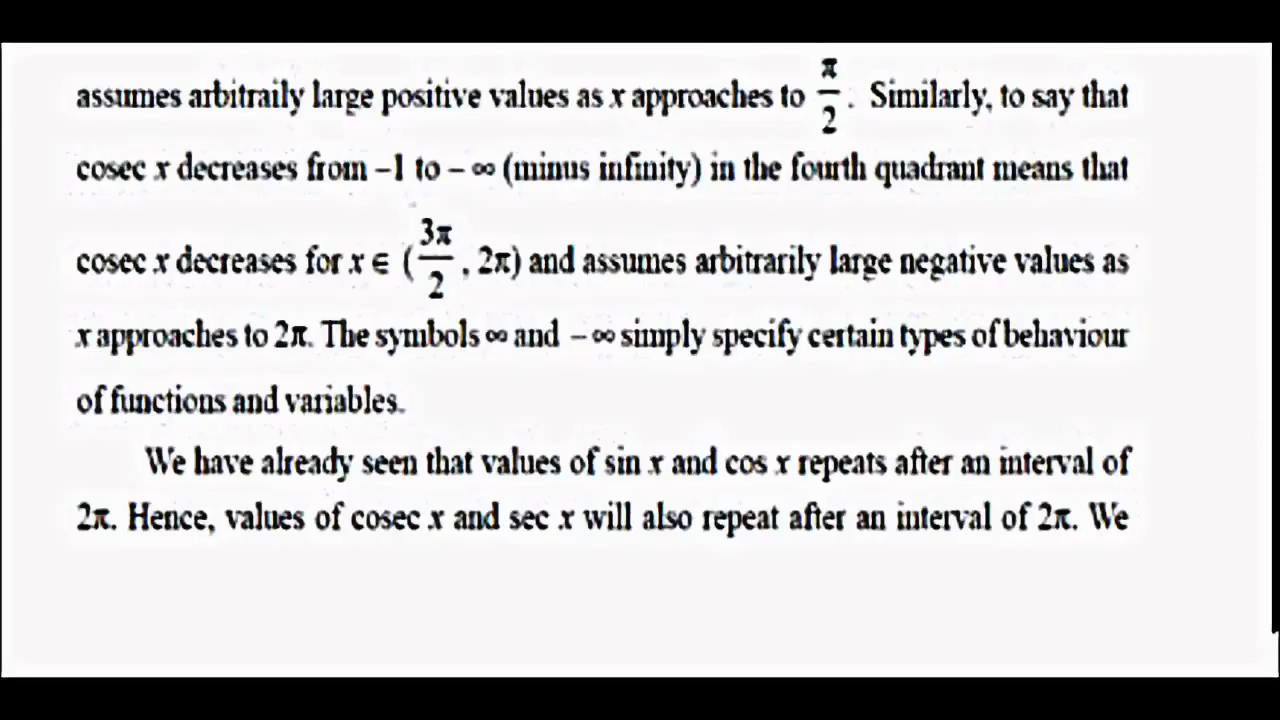 assumes arbitraily large positive values as x approaches to π/2. Similarly, to say that
cosec x decreases from –1 to – ∞ (minus infinity) in the fourth quadrant means that
cosec x decreases for x ∈ (3π/2, 2π) and assumes arbitrarily large negative values as
x approaches to 2π. The symbols ∞ and – ∞ simply specify certain types of behaviour
of functions and variables.
We have already seen that values of sin x and cos x repeats after an interval of
2π. Hence, values of cosec x and sec x will also repeat after an interval of 2π. We